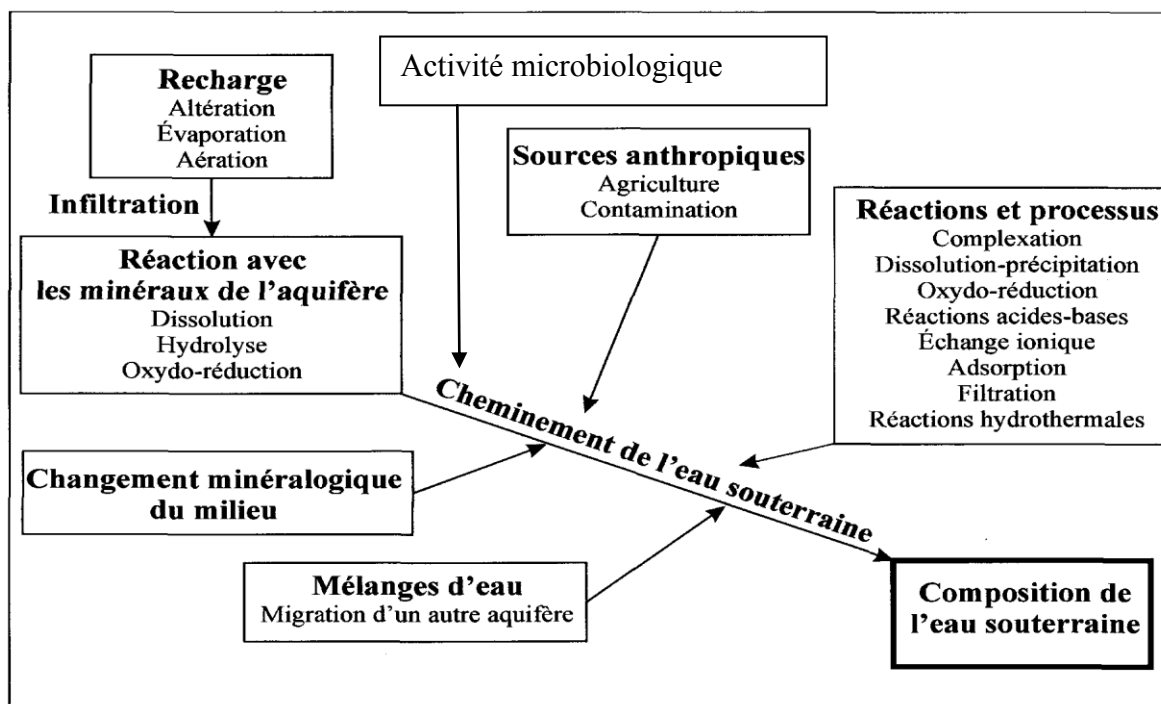 Activité microbiologique
Recharge
Altération
Évaporation
Aération
Infiltration
Sources anthropiques
Agriculture
Contamination
Réaction avec
les minéraux de l'aquifère
Dissolution
Hydrolyse
Oxydo-réduction
Réactions et processus
Complexation
Dissolution-précipitation
Oxydo-réduction
Réactions acides-bases
Échange ionique
Adsorption
Filtration
Réactions hydrothermales
Cheminement de l'eau souterraine
Changement minéralogique
du milieu
Mélanges d'eau
Migration d'un autre aquifère
Composition de
l'eau souterraine